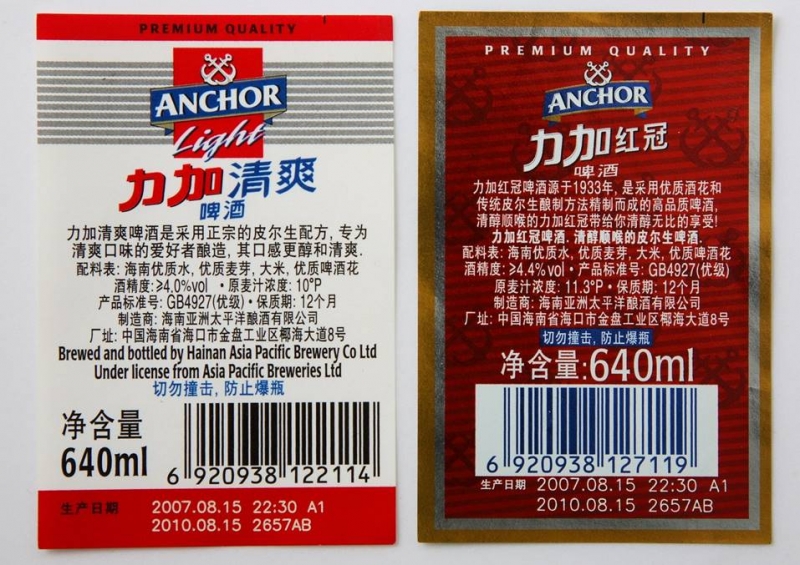 PREMIUM QUALITY
ANCHOR
Light
力加清爽
啤酒
力加清爽啤酒是采用正宗的皮尔生配方, 专为
清爽口味的爱好者酿造, 其口感更醇和清爽.
配料表: 海南优质水, 优质麦芽, 大米, 优质啤酒花
酒精度: ≥4.0%vol · 原麦汁浓度: 10°P
产品标准号: GB4927(优级) · 保质期: 12个月
制造商: 海南亚洲太平洋酿酒有限公司
厂址: 中国海南省海口市金盘工业区椰海大道8号
Brewed and bottled by Hainan Asia Pacific Brewery Co Ltd
Under license from Asia Pacific Breweries Ltd
切勿撞击, 防止爆瓶
净含量
640ml
6 920938 122114
生产日期
2007.08.15 22:30 A1
2010.08.15 2657AB
PREMIUM QUALITY
ANCHOR
力加红冠
啤酒
力加红冠啤酒源于1933年, 是采用优质酒花和
传统皮尔生酿制方法精制而成的高品质啤酒,
清醇顺喉的力加红冠带给你清醇无比的享受!
力加红冠啤酒. 清醇顺喉的皮尔生啤酒.
配料表: 海南优质水, 优质麦芽, 大米, 优质啤酒花
酒精度: ≥4.4%vol · 产品标准号: GB4927(优级)
原麦汁浓度: 11.3°P · 保质期: 12个月
制造商: 海南亚洲太平洋酿酒有限公司
厂址: 中国海南省海口市金盘工业区椰海大道8号
切勿撞击, 防止爆瓶
净含量:640ml
6 920938 127119
生产日期 2007.08.15 22:30 A1
2010.08.15 2657AB